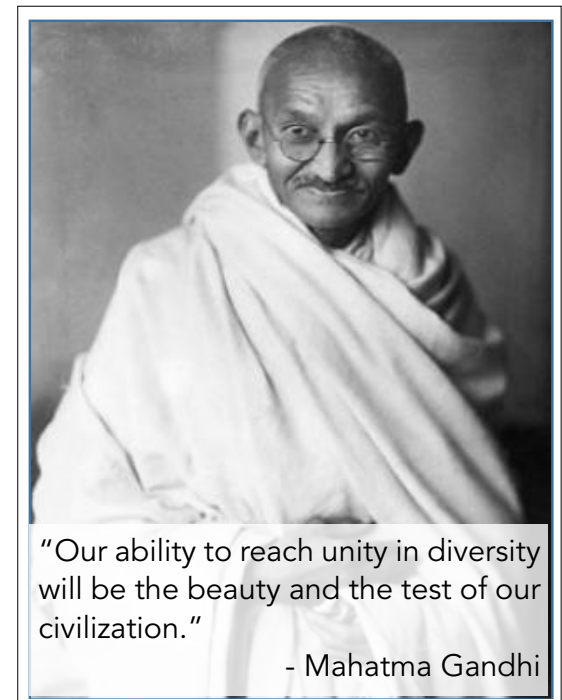 “Our ability to reach unity in diversity
will be the beauty and the test of our
civilization.”
- Mahatma Gandhi